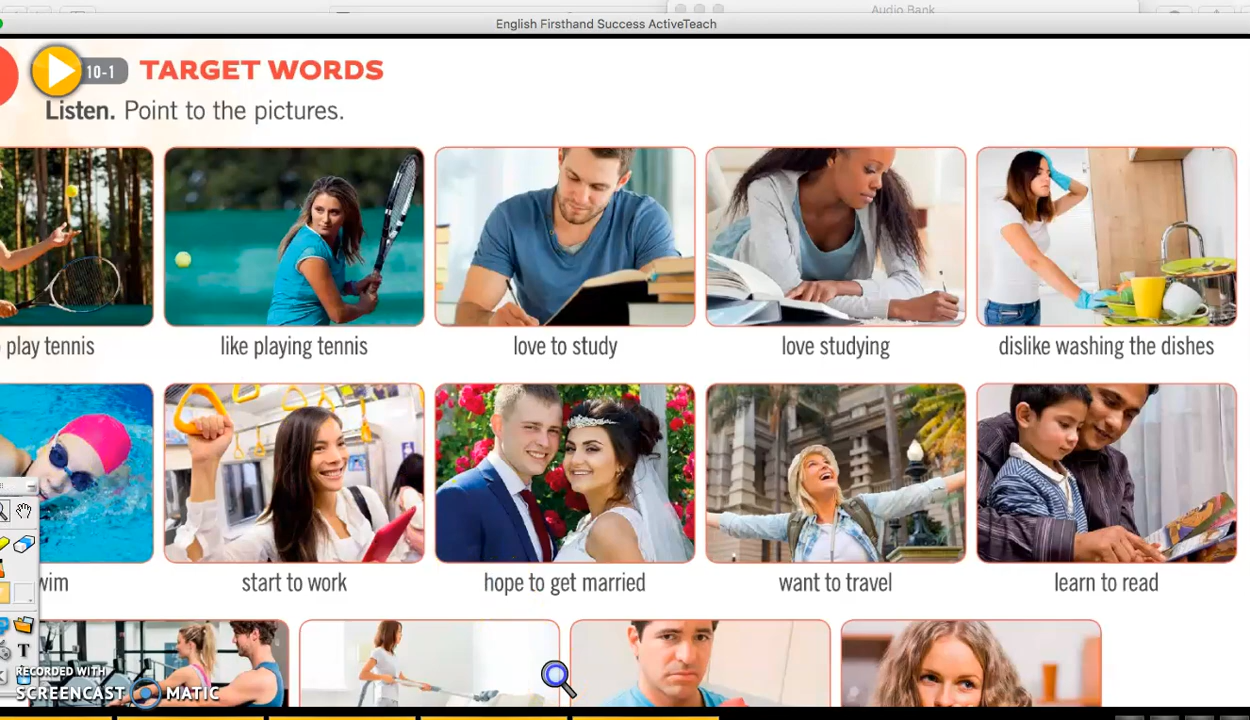 Audio Bank
English Firsthand Success ActiveTeach
10-1 TARGET WORDS
Listen. Point to the pictures.
play tennis
like playing tennis
love to study
love studying
dislike washing the dishes
wim
start to work
hope to get married
want to travel
learn to read
T
RECORDED WITH
SCREENCAST MATIC